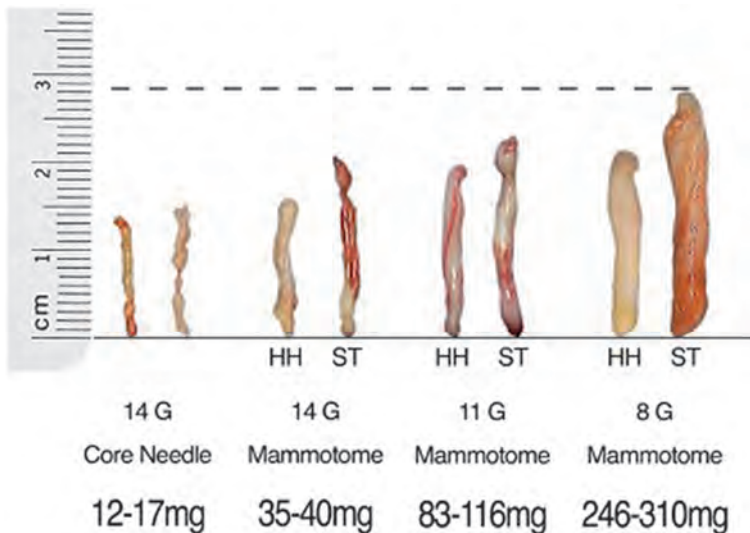 3
2
1
cm
HH ST HH ST HH ST
14 G 14 G 11 G 8 G
Core Needle Mammotome Mammotome Mammotome
12-17mg 35-40mg 83-116mg 246-310mg